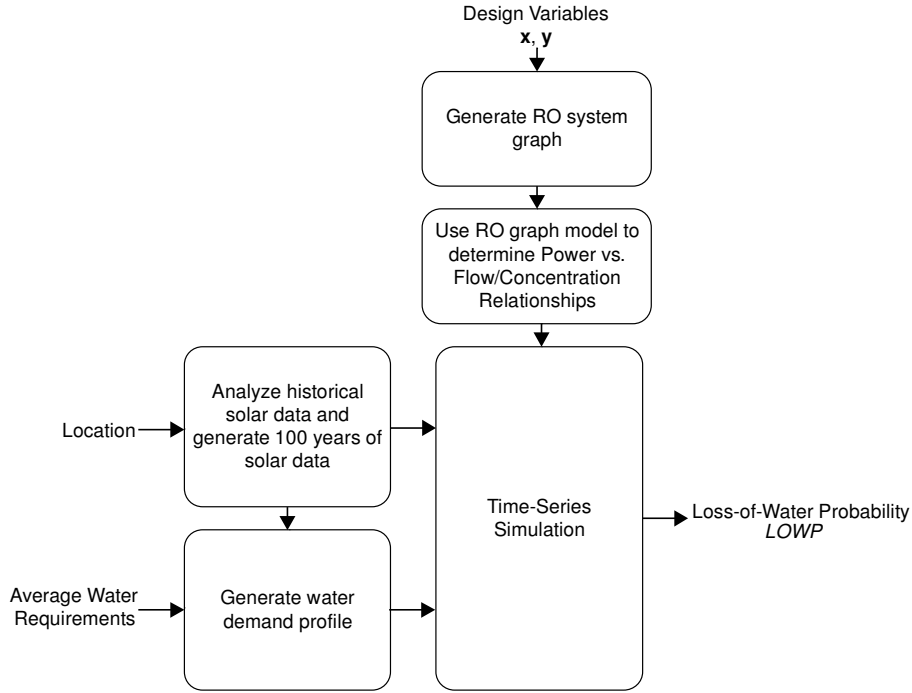 Design Variables
x, y
Generate RO system
graph
Use RO graph model to
determine Power vs.
Flow/Concentration
Relationships
Analyze historical
solar data and
generate 100 years of
solar data
Location
Time-Series
Simulation
Loss-of-Water Probability
LOWP
Average Water
Requirements
Generate water
demand profile